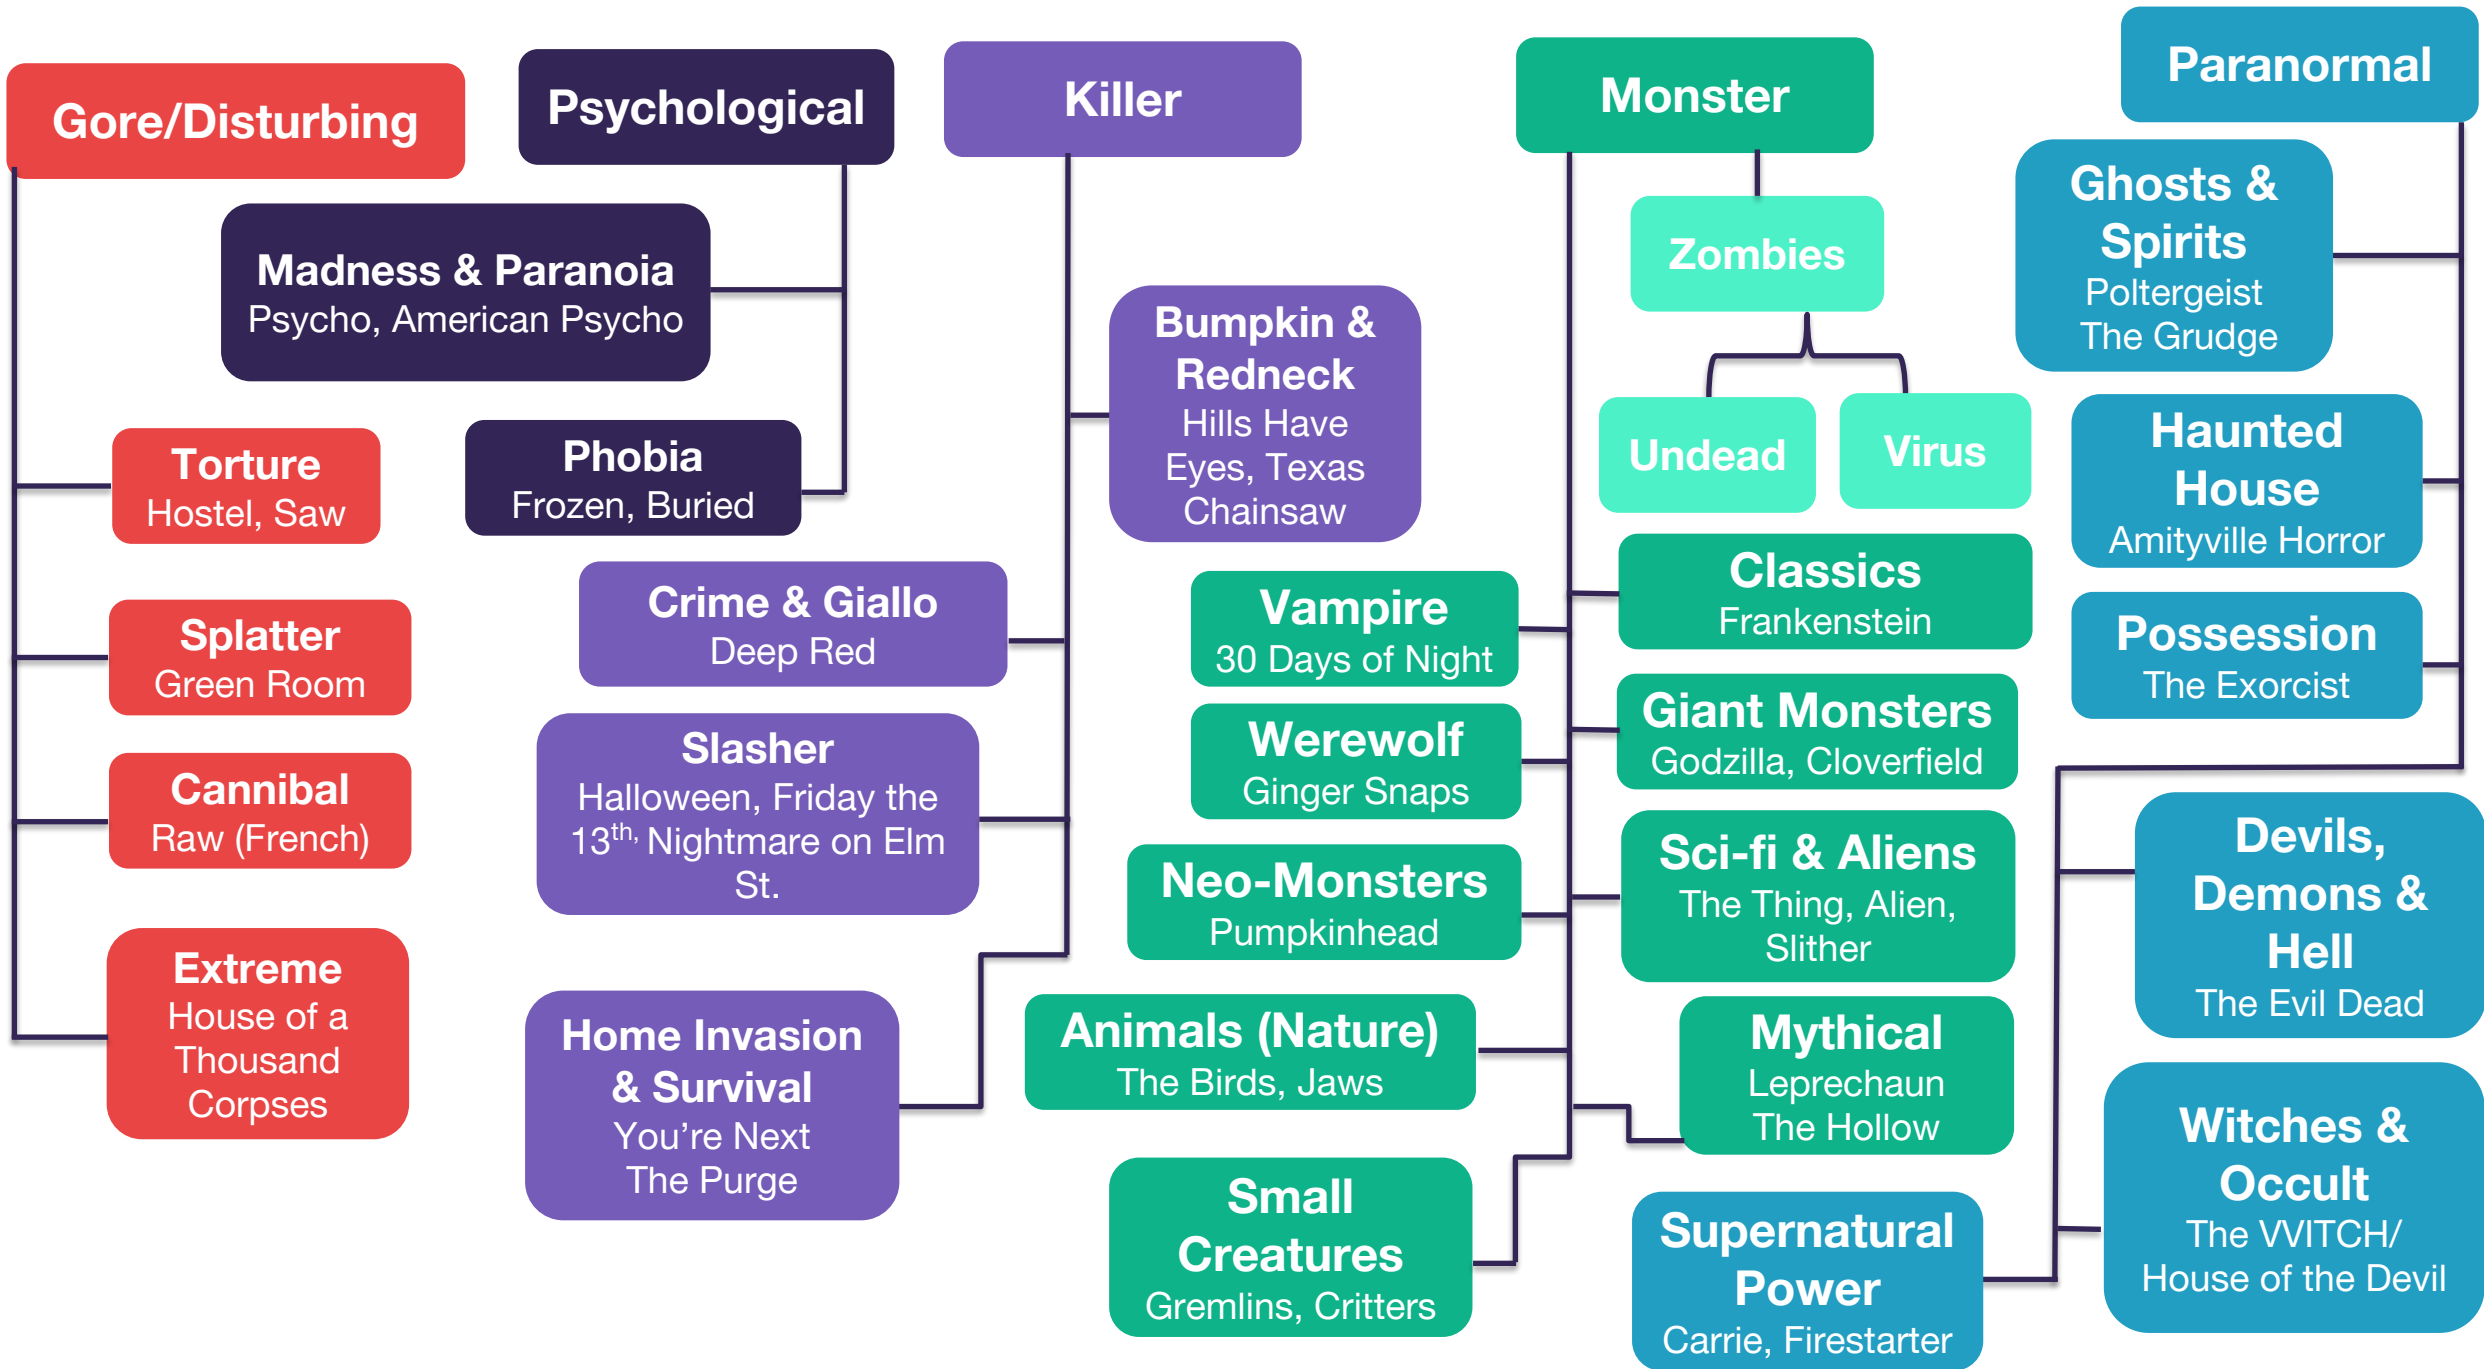 Gore/Disturbing
Torture
Hostel, Saw
Splatter
Green Room
Cannibal
Raw (French)
Extreme
House of a
Thousand
Corpses
Psychological
Madness & Paranoia
Psycho, American Psycho
Phobia
Frozen, Buried
Killer
Bumpkin &
Redneck
Hills Have
Eyes, Texas
Chainsaw
Crime & Giallo
Deep Red
Slasher
Halloween, Friday the
13th, Nightmare on Elm
St.
Home Invasion
& Survival
You’re Next
The Purge
Monster
Zombies
Undead
Virus
Classics
Frankenstein
Vampire
30 Days of Night
Giant Monsters
Godzilla, Cloverfield
Werewolf
Ginger Snaps
Sci-fi & Aliens
The Thing, Alien,
Slither
Neo-Monsters
Pumpkinhead
Animals (Nature)
The Birds, Jaws
Mythical
Leprechaun
The Hollow
Small
Creatures
Gremlins, Critters
Paranormal
Ghosts &
Spirits
Poltergeist
The Grudge
Haunted
House
Amityville Horror
Possession
The Exorcist
Devils,
Demons &
Hell
The Evil Dead
Witches &
Occult
The VVITCH/
House of the Devil
Supernatural
Power
Carrie, Firestarter